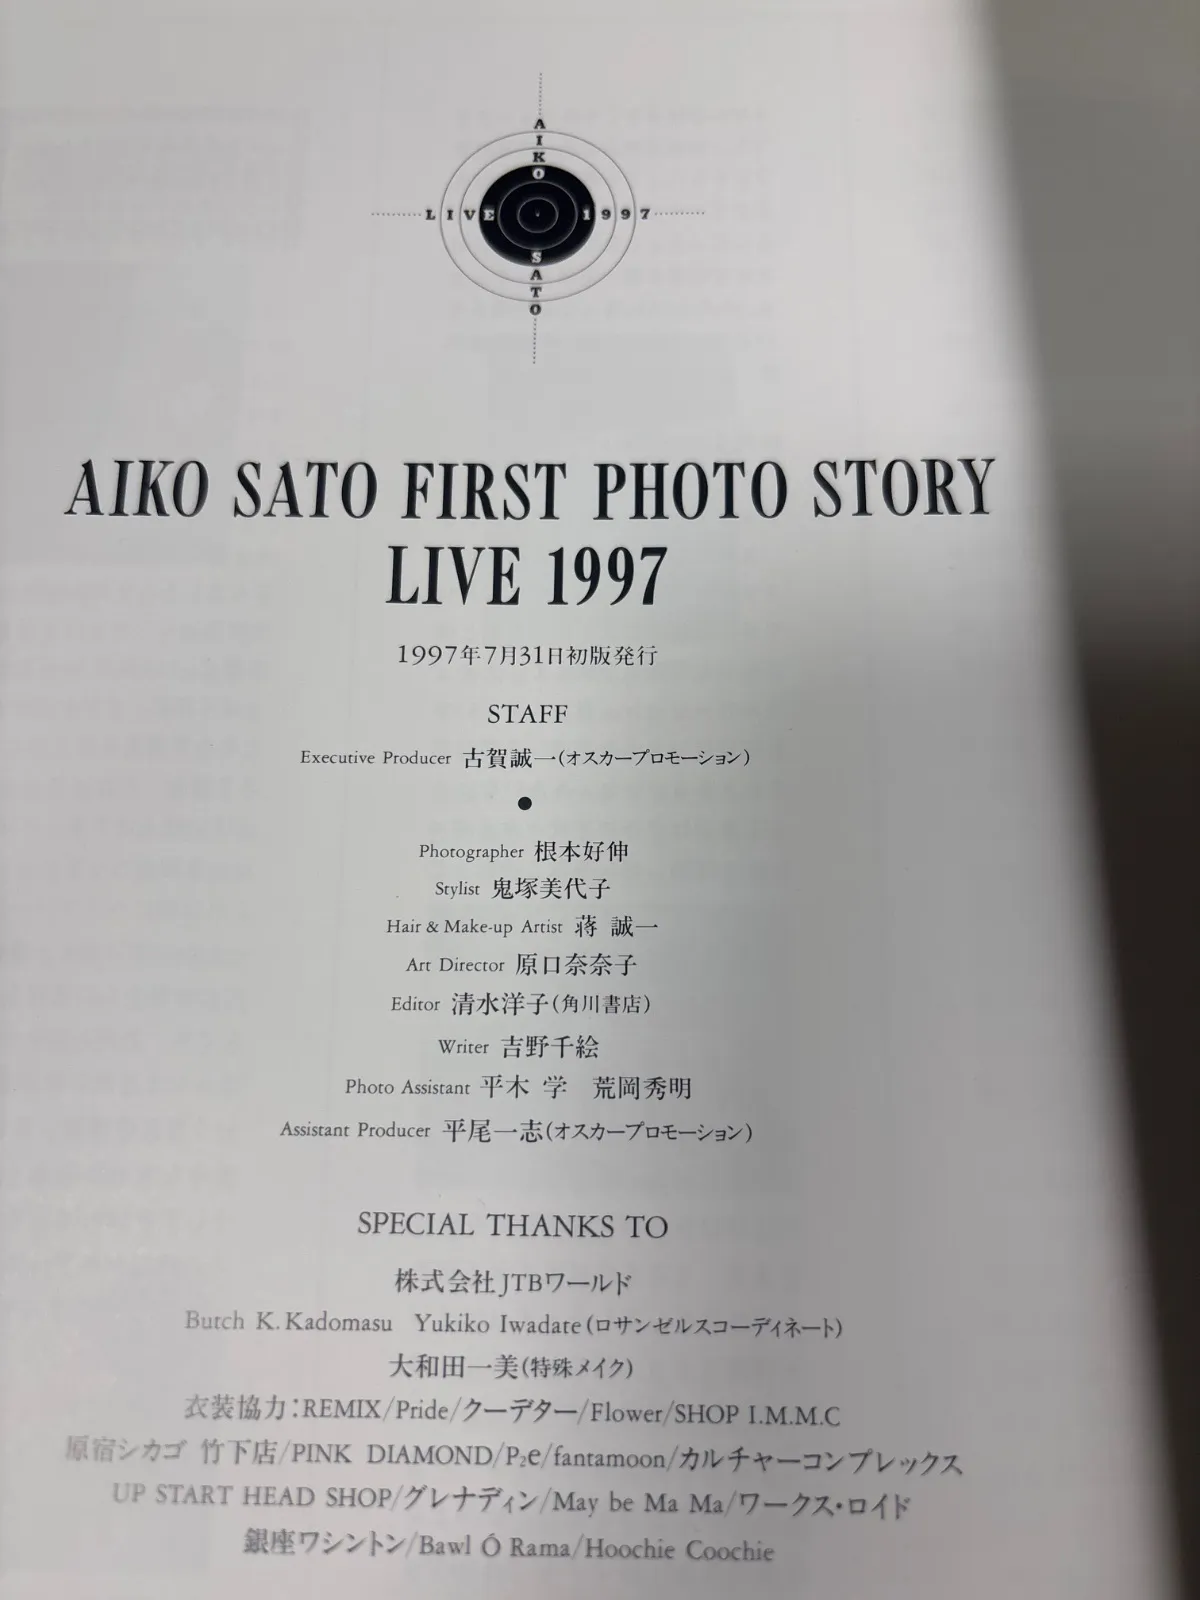 AIKO SATO
LIVE 1997
AIKO SATO FIRST PHOTO STORY
LIVE 1997
1997年7月31日初版発行
STAFF
Executive Producer 古賀誠一(オスカープロモーション)
●
Photographer 根本好伸
Stylist 鬼塚美代子
Hair & Make-up Artist 蒋 誠一
Art Director 原口奈奈子
Editor 清水洋子(角川書店)
Writer 吉野千絵
Photo Assistant 平木 学 荒岡秀明
Assistant Producer 平尾一志(オスカープロモーション)
SPECIAL THANKS TO
株式会社JTBワールド
Butch K. Kadomasu Yukiko Iwadate(ロサンゼルスコーディネート)
大和田一美(特殊メイク)
衣装協力:REMIX/Pride/クーデター/Flower/SHOP I.M.M.C
原宿シカゴ 竹下店/PINK DIAMOND/P2e/fantamoon/カルチャーコンプレックス
UP START HEAD SHOP/グレナディン/May be Ma Ma/ワークス・ロイド
銀座ワシントン/Bawl Ó Rama/Hoochie Coochie